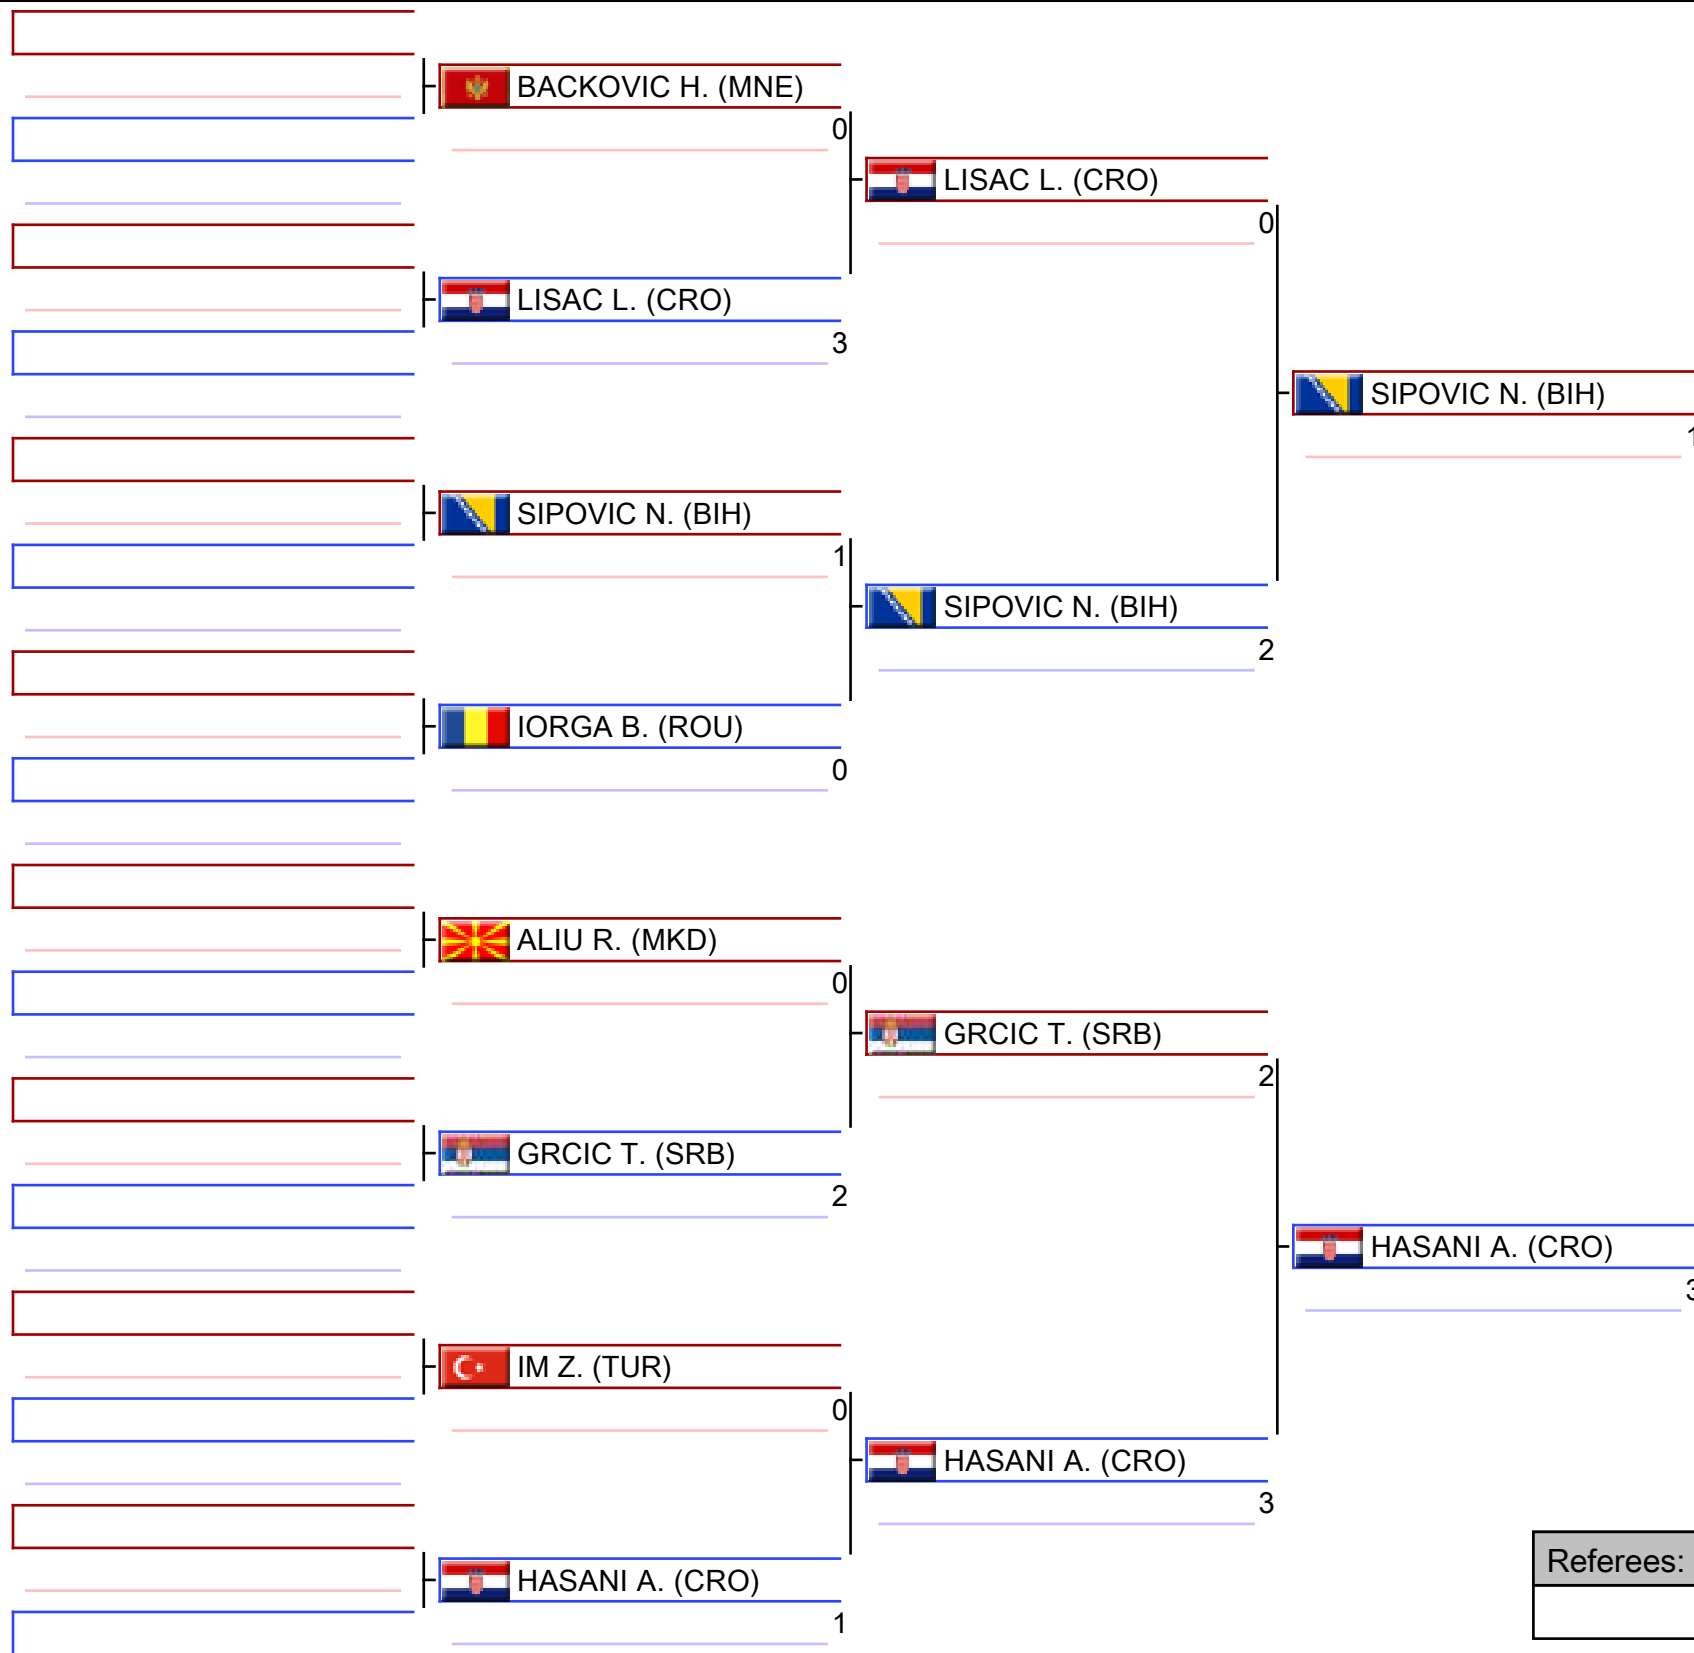 BACKOVIC H. (MNE)
0
LISAC L. (CRO)
0
LISAC L. (CRO)
3
SIPOVIC N. (BIH)
1
SIPOVIC N. (BIH)
1
SIPOVIC N. (BIH)
2
IORGA B. (ROU)
0
ALIU R. (MKD)
0
GRCIC T. (SRB)
2
GRCIC T. (SRB)
2
HASANI A. (CRO)
3
IM Z. (TUR)
0
HASANI A. (CRO)
3
HASANI A. (CRO)
1
Referees: